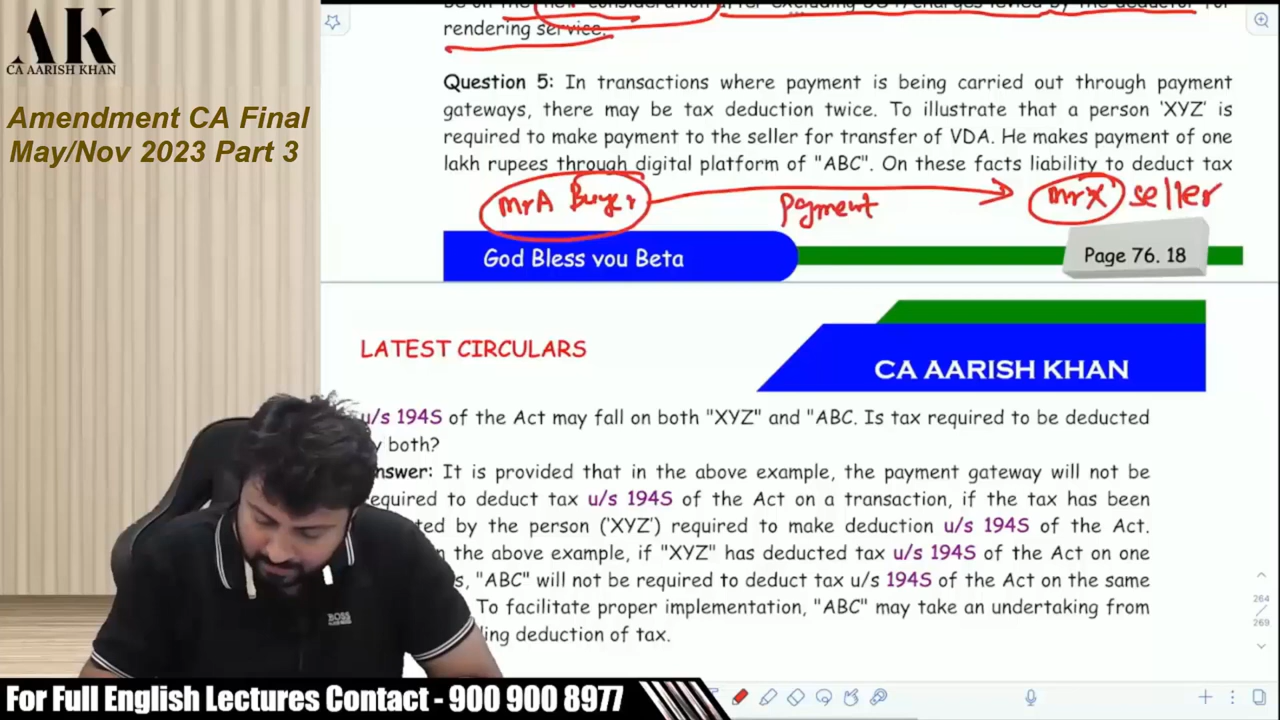 AK
CA AARISH KHAN
Amendment CA Final
May/Nov 2023 Part 3
rendering service.
Question 5: In transactions where payment is being carried out through payment
gateways, there may be tax deduction twice. To illustrate that a person 'XYZ' is
required to make payment to the seller for transfer of VDA. He makes payment of one
lakh rupees through digital platform of "ABC". On these facts liability to deduct tax
MrA Buyer payment Mr X seller
God Bless you Beta
Page 76. 18
LATEST CIRCULARS
CA AARISH KHAN
u/s 194S of the Act may fall on both "XYZ" and "ABC. Is tax required to be deducted
both?
It is provided that in the above example, the payment gateway will not be
to deduct tax u/s 194S of the Act on a transaction, if the tax has been
by the person ('XYZ') required to make deduction u/s 194S of the Act.
the above example, if "XYZ" has deducted tax u/s 194S of the Act on one
"ABC" will not be required to deduct tax u/s 194S of the Act on the same
To facilitate proper implementation, "ABC" may take an undertaking from
deduction of tax.
264
269
BOSS
For Full English Lectures Contact - 900 900 8977